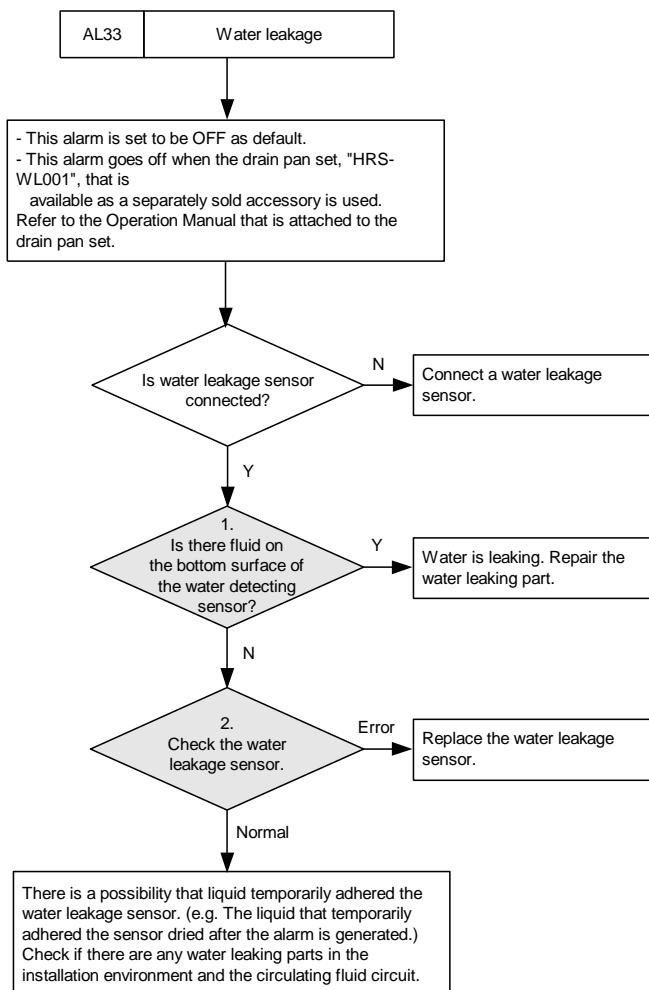 AL33
Water leakage
- This alarm is set to be OFF as default.
- This alarm goes off when the drain pan set, "HRS-
WL001", that is
available as a separately sold accessory is used.
Refer to the Operation Manual that is attached to the
drain pan set.
Is water leakage sensor
connected?
N
Connect a water leakage
sensor.
Y
1.
Is there fluid on
the bottom surface of
the water detecting
sensor?
Y
Water is leaking. Repair the
water leaking part.
N
2.
Check the water
leakage sensor.
Error
Replace the water leakage
sensor.
Normal
There is a possibility that liquid temporarily adhered the
water leakage sensor. (e.g. The liquid that temporarily
adhered the sensor dried after the alarm is generated.)
Check if there are any water leaking parts in the
installation environment and the circulating fluid circuit.